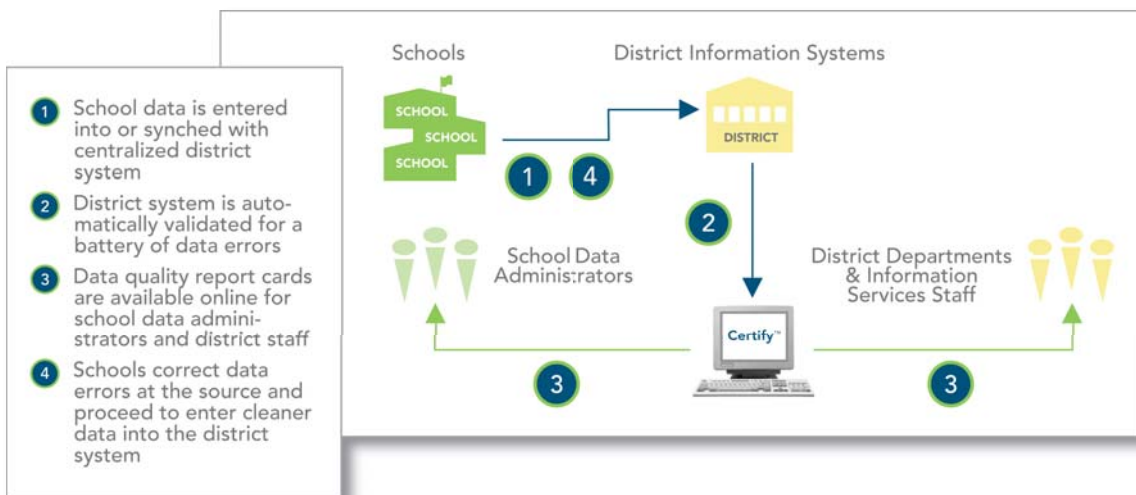 Schools
District Information Systems
SCHOOL
SCHOOL
SCHOOL
DISTRICT
1
4
2
School Data
Administrators
District Departments
& Information
Services Staff
Certify™
3
3
1 School data is entered
into or synched with
centralized district
system
2 District system is auto-
matically validated for a
battery of data errors
3 Data quality report cards
are available online for
school data admini-
strators and district staff
4 Schools correct data
errors at the source and
proceed to enter cleaner
data into the district
system